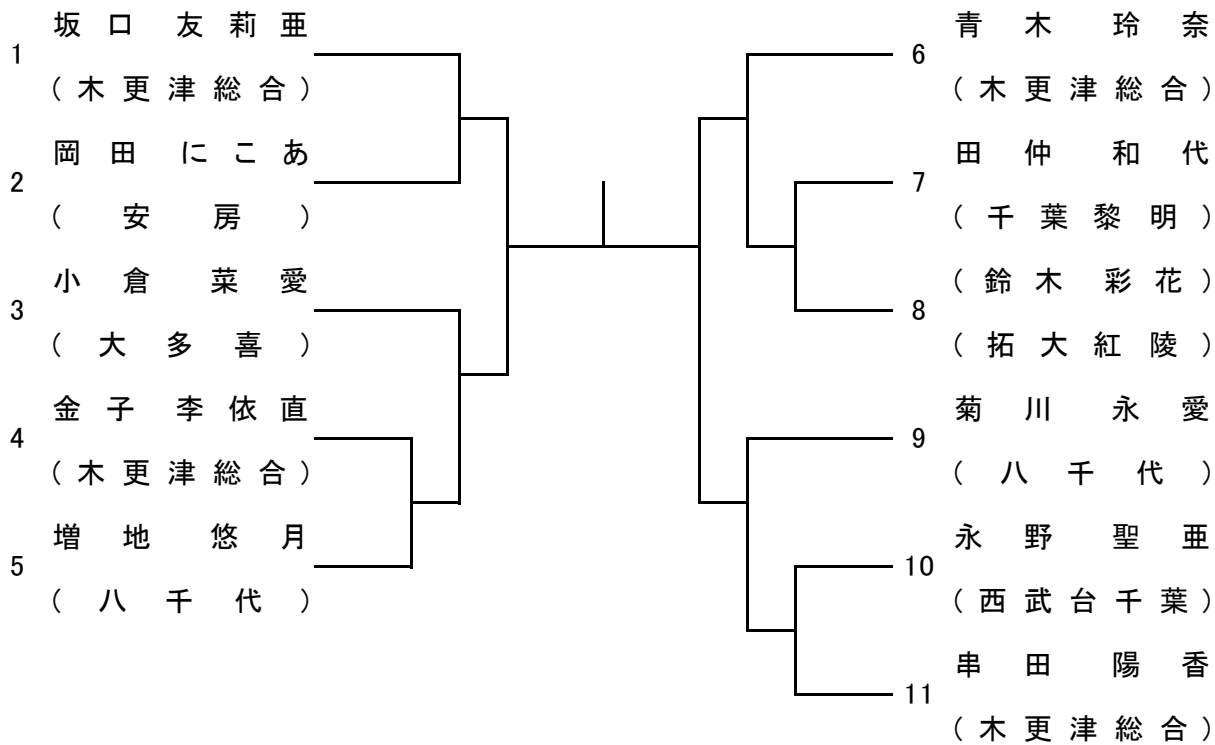 坂口 友莉亜
1
(木更津総合)
岡田 にこあ
2
(安房)
小倉 菜愛
3
(大多喜)
金子 李依直
4
(木更津総合)
増地 悠月
5
(八千代)
青木 玲奈
6
(木更津総合)
田仲 和代
7
(千葉黎明)
(鈴木 彩花)
8
(拓大紅陵)
菊川 永愛
9
(八千代)
永野 聖亜
10
(西武台千葉)
串田 陽香
11
(木更津総合)